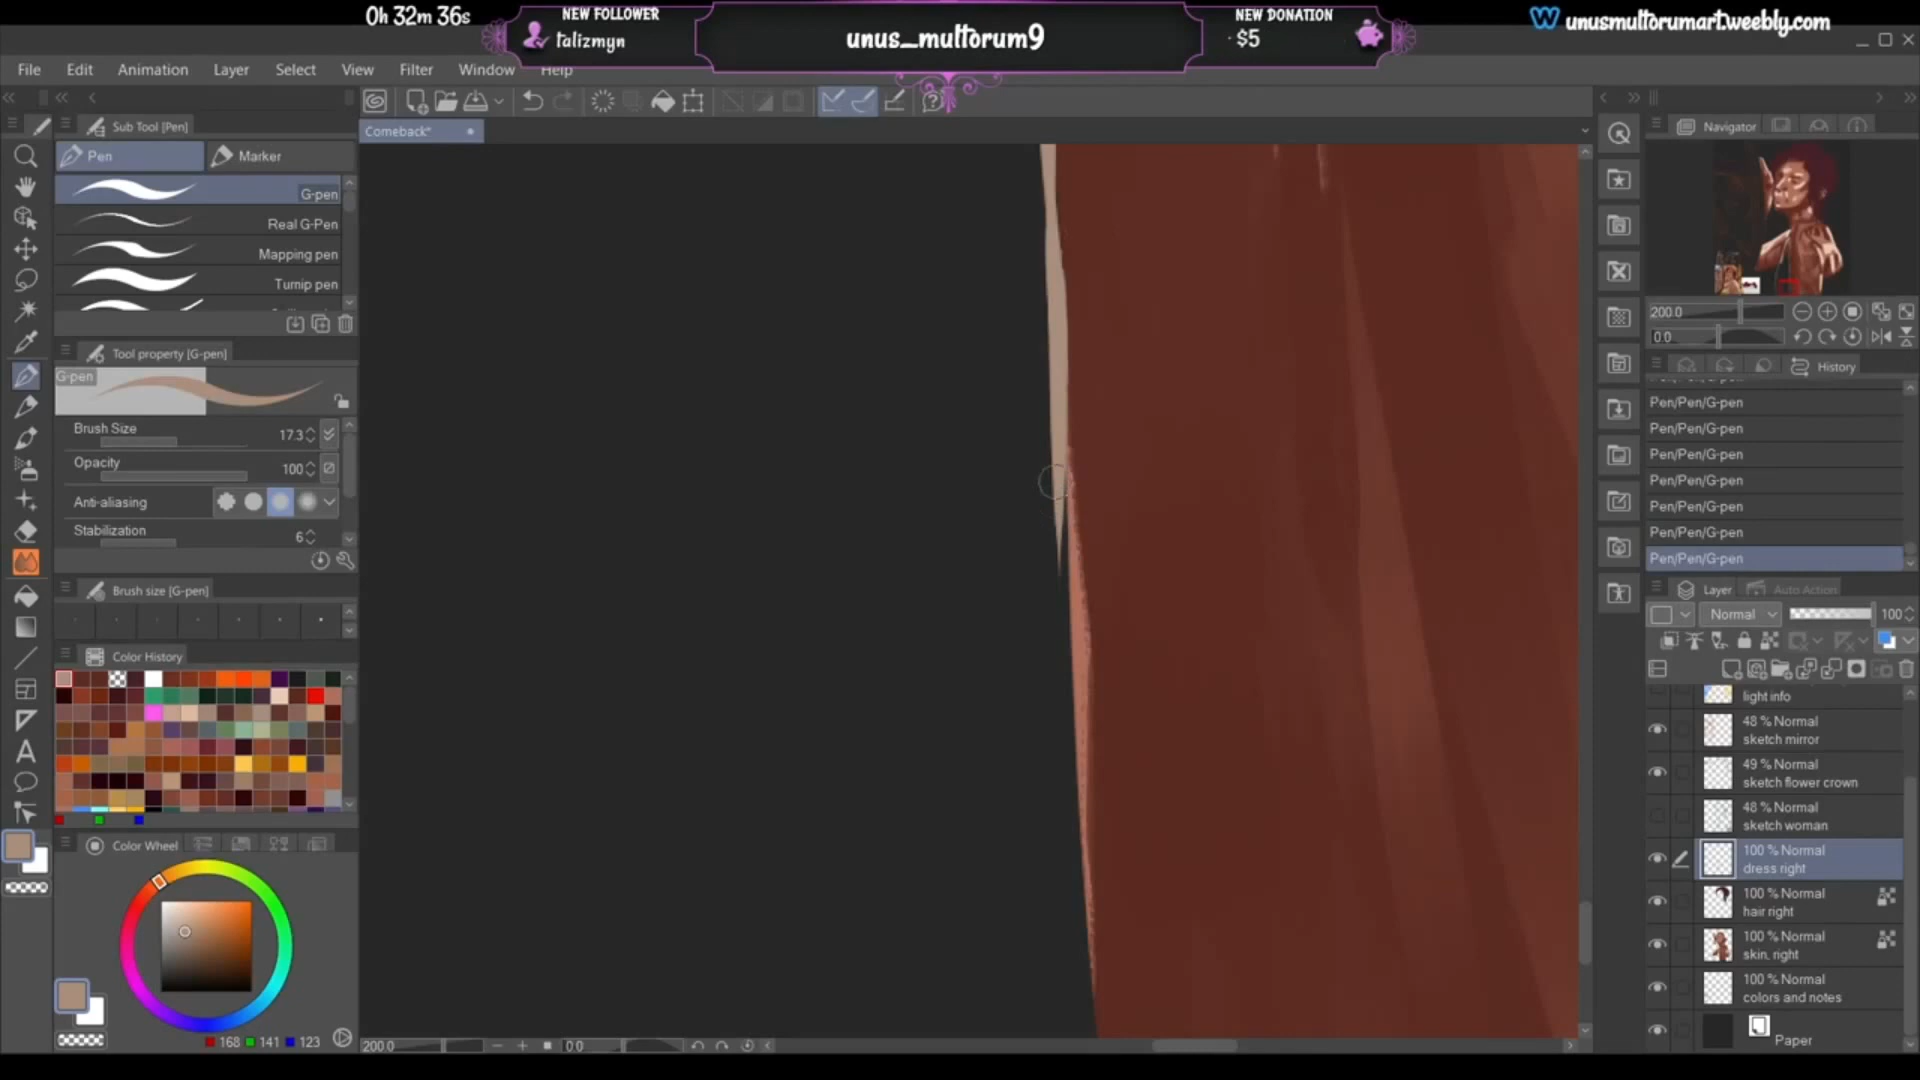 0h 32m 36s
NEW FOLLOWER
talizmyn
unus_multorum9
NEW DONATION
$5
unusmultorumart.weebly.com
File Edit Animation Layer Select View Filter Window Help
Sub Tool [Pen]
Comeback*
Navigator
Pen Marker
G-pen
Real G-Pen
Mapping pen
Turnip pen
200.0
0.0
Tool property [G-pen]
History
G-pen
Pen/Pen/G-pen
Pen/Pen/G-pen
Brush Size 17.3
Pen/Pen/G-pen
Pen/Pen/G-pen
Opacity 100
Pen/Pen/G-pen
Anti-aliasing
Pen/Pen/G-pen
Stabilization 6
Pen/Pen/G-pen
Brush size [G-pen]
Layer Auto Action
Normal 100
Color History
light info
48 % Normal
sketch mirror
49 % Normal
sketch flower crown
48 % Normal
sketch woman
Color Wheel
100 % Normal
dress right
100 % Normal
hair right
100 % Normal
skin, right
100 % Normal
colors and notes
Paper
168 141 123
200.0 0.0